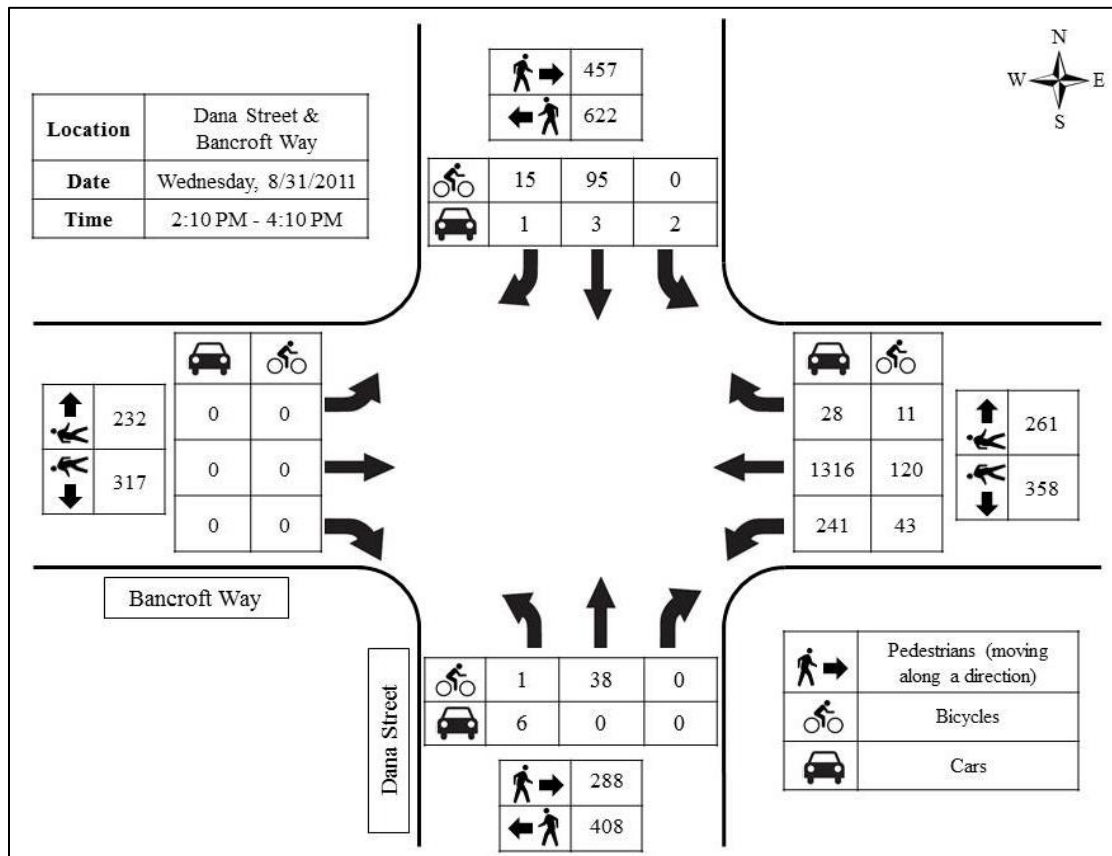 457
622
N
W E
S
Location Dana Street &
Bancroft Way
Date Wednesday, 8/31/2011
Time 2:10 PM - 4:10 PM
15 95 0
1 3 2
232
317
0 0
0 0
0 0
28 11
1316 120
241 43
261
358
Bancroft Way
Dana Street
1 38 0
6 0 0
288
408
Pedestrians (moving
along a direction)
Bicycles
Cars